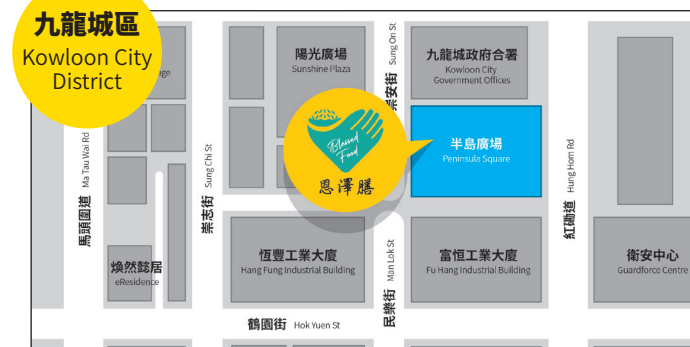 九龍城區
Kowloon City
District
陽光廣場
Sunshine Plaza
崇安街 Sung On St
九龍城政府合署
Kowloon City
Government Offices
馬頭圍道 Ma Tau Wai Rd
崇志街 Sung Chi St
Blessed
Food
恩澤膳
半島廣場
Peninsula Square
紅磡道 Hung Hom Rd
煥然懿居
eResidence
恆豐工業大廈
Hang Fung Industrial Building
民樂街 Man Lok St
富恒工業大廈
Fu Hang Industrial Building
衛安中心
Guardforce Centre
鶴園街 Hok Yuen St